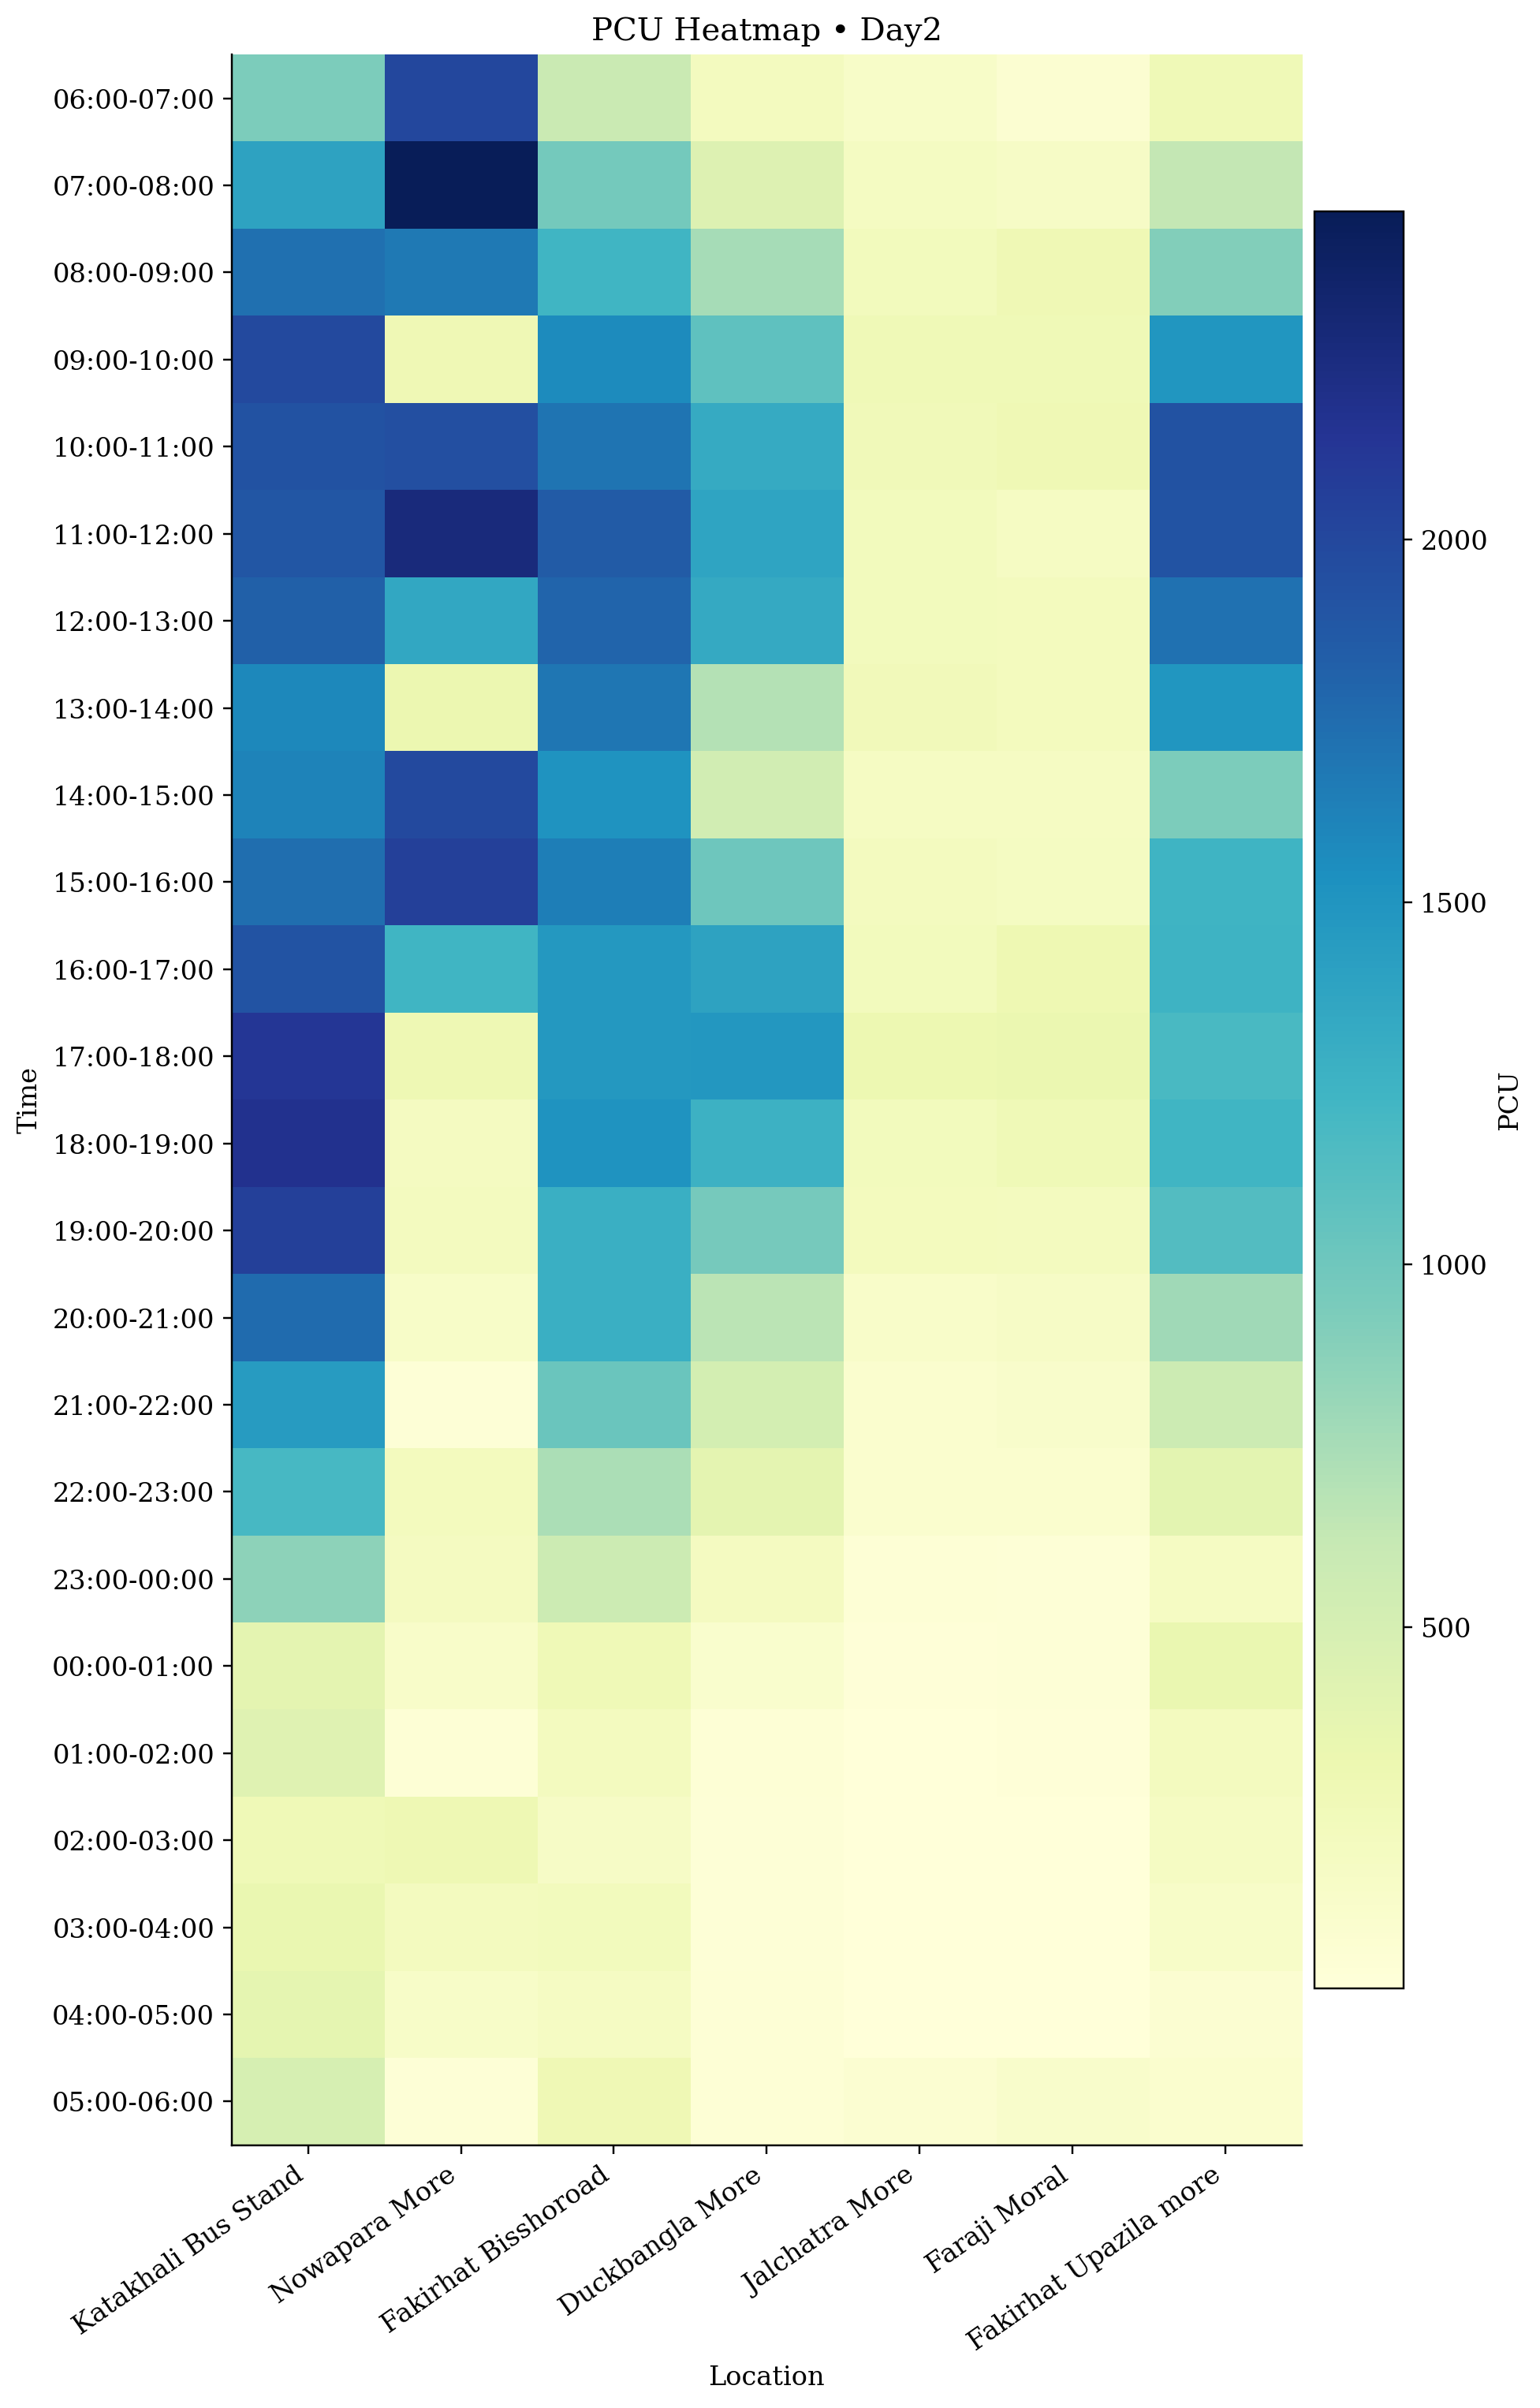 PCU Heatmap • Day2
06:00-07:00
07:00-08:00
08:00-09:00
09:00-10:00
10:00-11:00
11:00-12:00
12:00-13:00
13:00-14:00
14:00-15:00
15:00-16:00
16:00-17:00
17:00-18:00
18:00-19:00
19:00-20:00
20:00-21:00
21:00-22:00
22:00-23:00
23:00-00:00
00:00-01:00
01:00-02:00
02:00-03:00
03:00-04:00
04:00-05:00
05:00-06:00
Time
Katakhali Bus Stand
Nowapara More
Fakirhat Bisshoroad
Duckbangla More
Jalchatra More
Faraji Moral
Fakirhat Upazila more
Location
2000
1500
1000
500
PCU